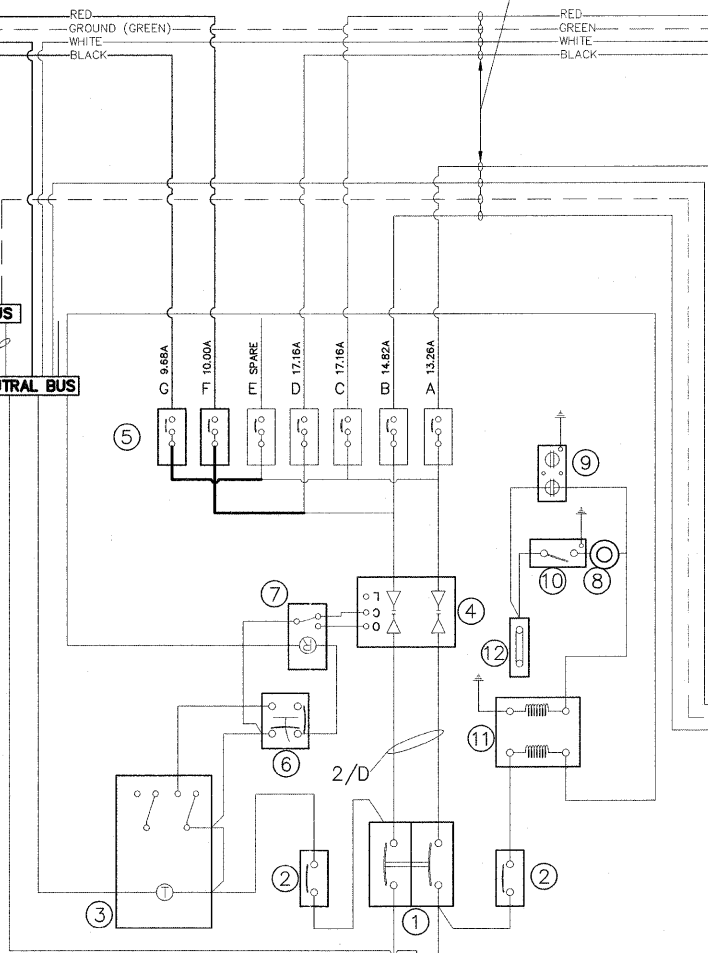 RED
GROUND (GREEN)
WHITE
BLACK
RED
GREEN
WHITE
BLACK
US
UTRAL BUS
9.68A
10.00A
SPARE
17.16A
17.16A
14.82A
13.26A
G F E D C B A
5
9
10
8
7
L
C
O
4
12
R
11
6
2/D
T
3
2
1
2